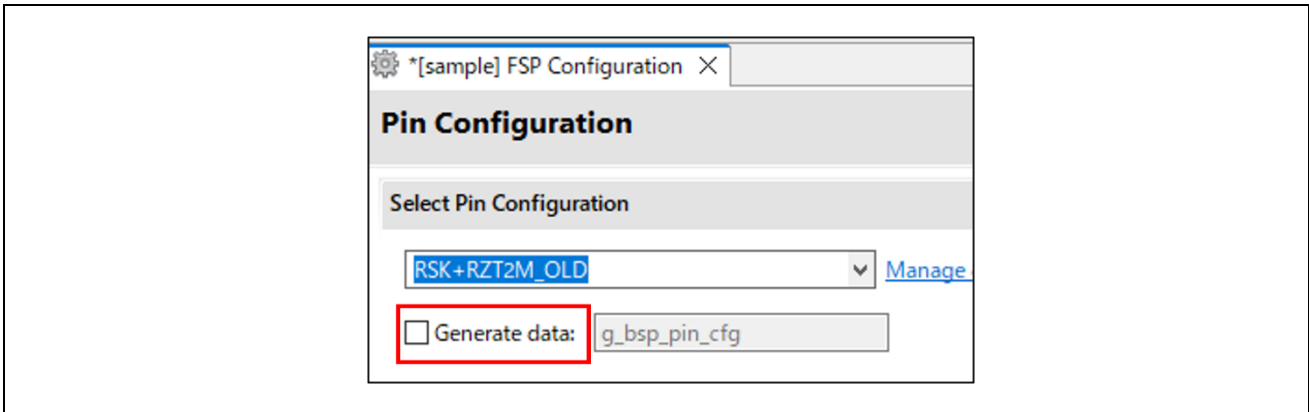 *[sample] FSP Configuration
Pin Configuration
Select Pin Configuration
RSK+RZT2M_OLD Manage
Generate data: g_bsp_pin_cfg